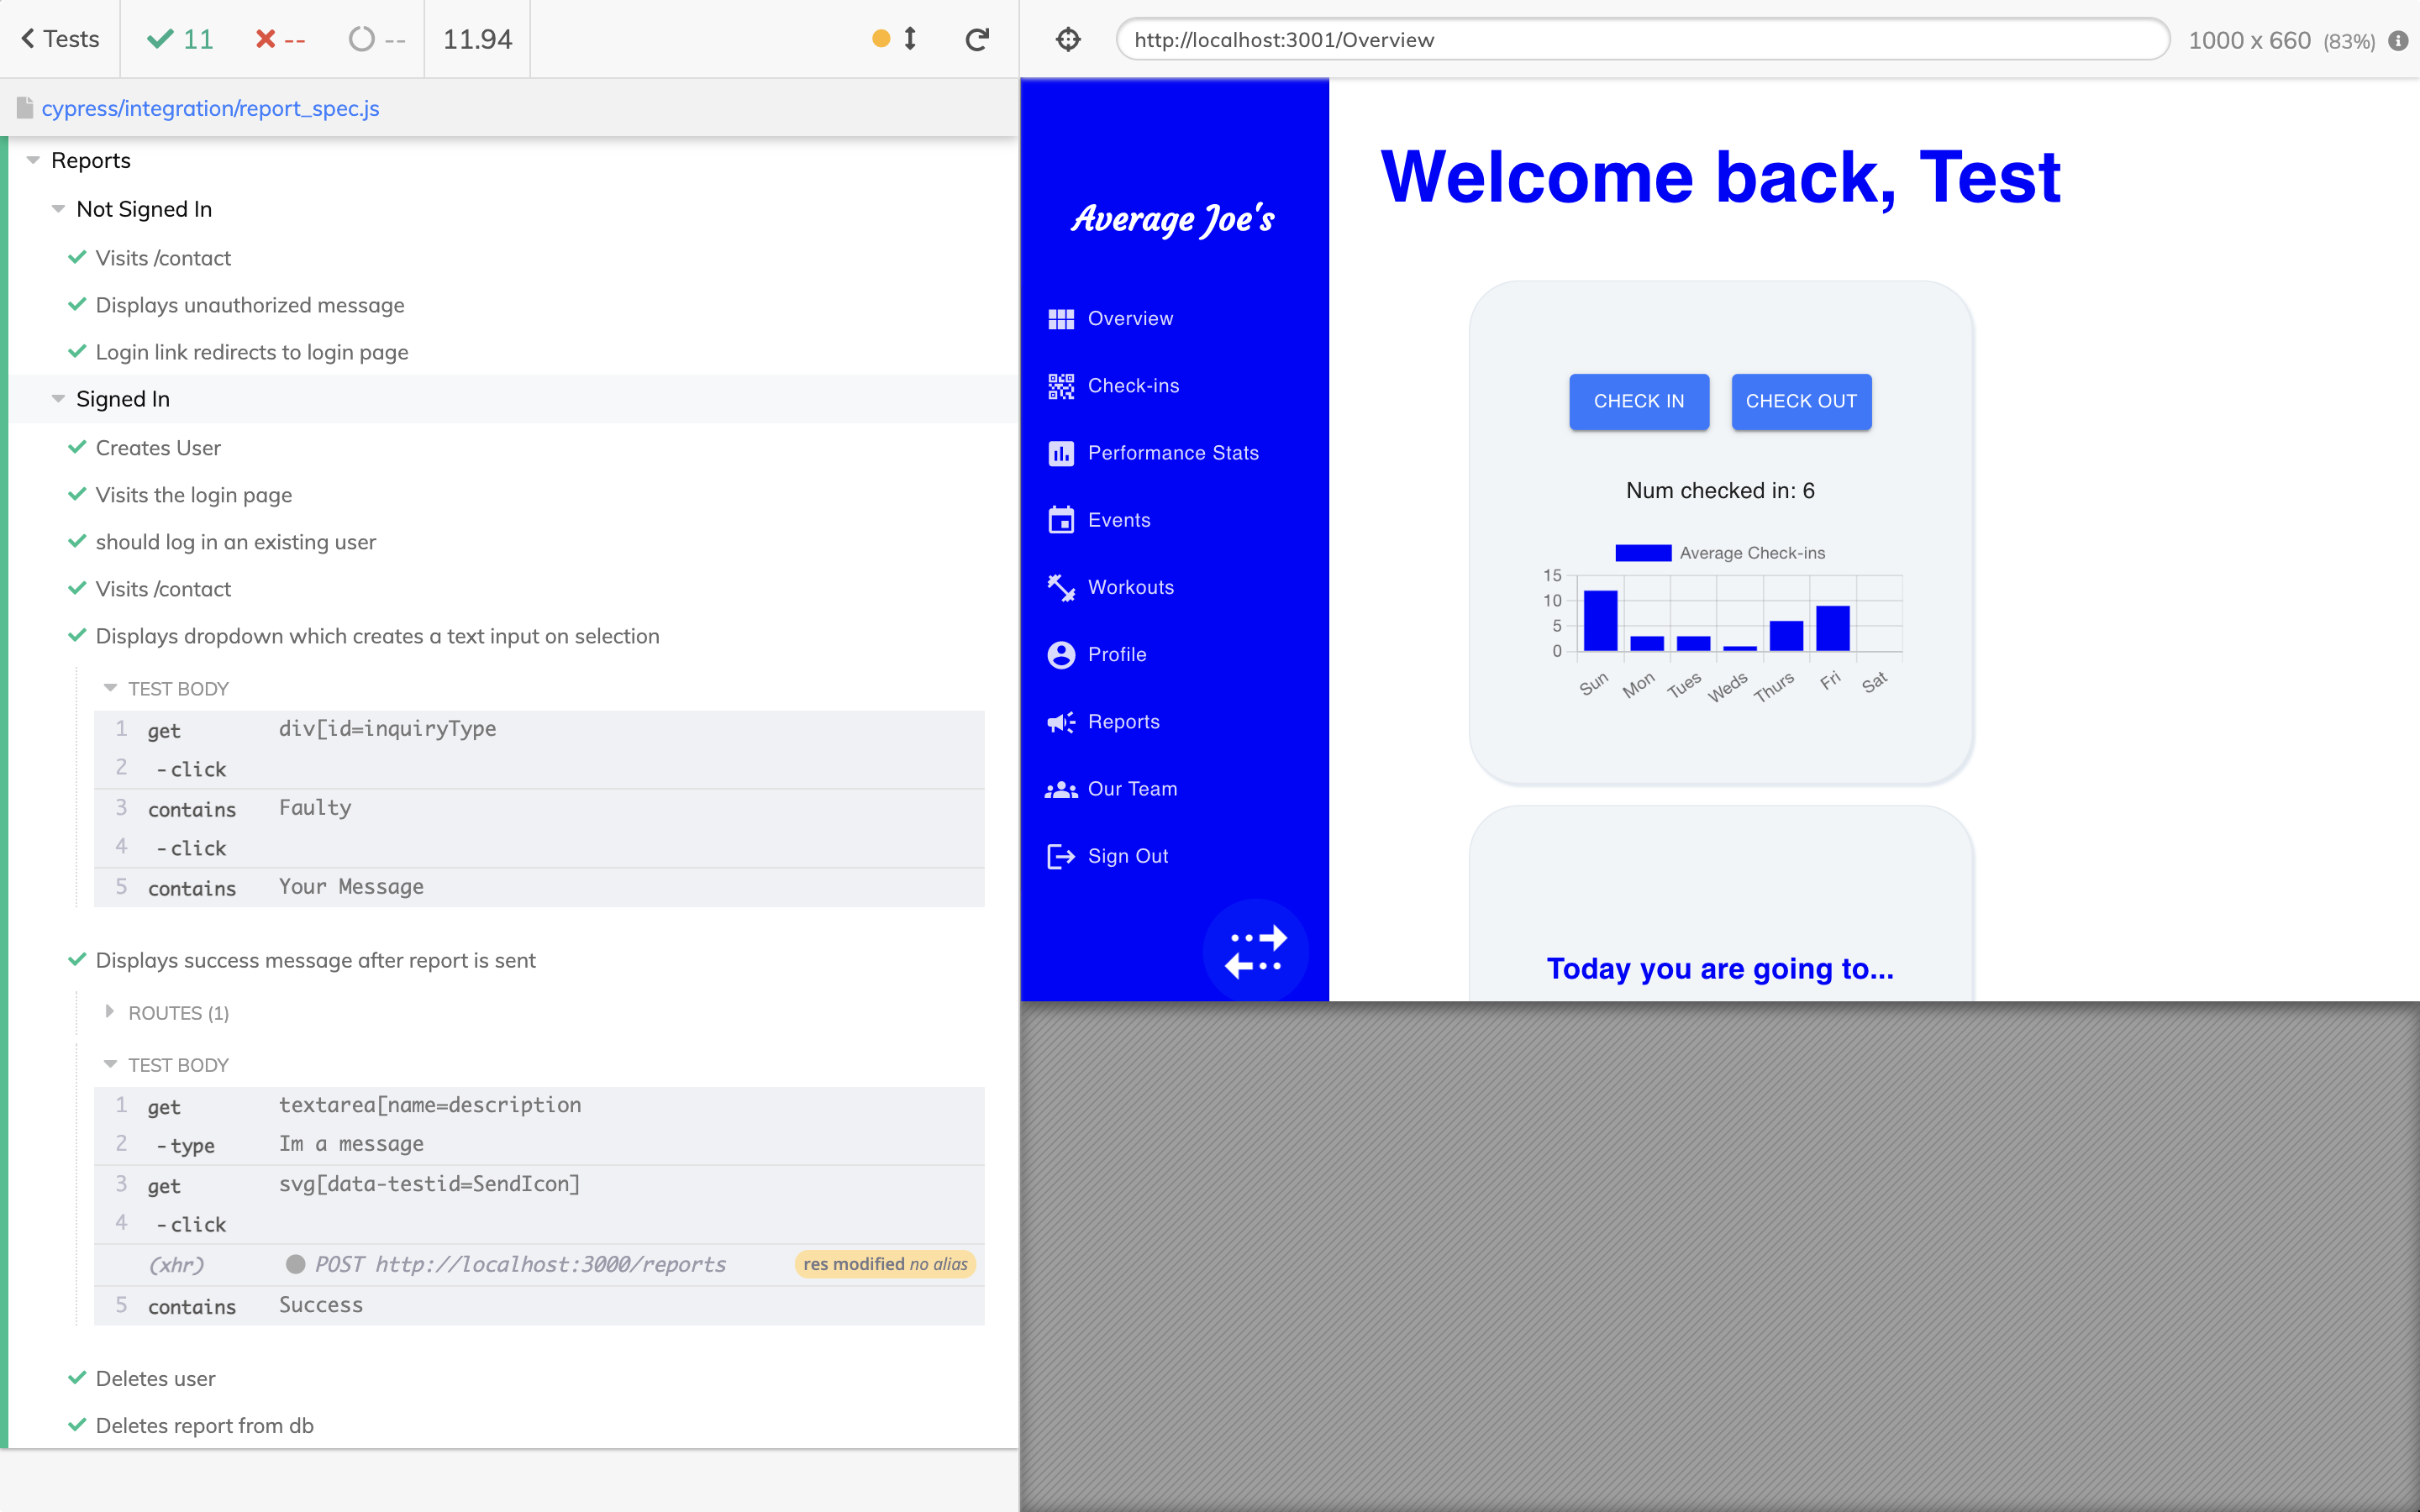 Tests 11 -- -- 11.94
cypress/integration/report_spec.js
Reports
Not Signed In
Visits /contact
Displays unauthorized message
Login link redirects to login page
Signed In
Creates User
Visits the login page
should log in an existing user
Visits /contact
Displays dropdown which creates a text input on selection
TEST BODY
1 get div[id=inquiryType
2 -click
3 contains Faulty
4 -click
5 contains Your Message
Displays success message after report is sent
ROUTES (1)
TEST BODY
1 get textarea[name=description
2 -type Im a message
3 get svg[data-testid=SendIcon]
4 -click
(xhr) POST http://localhost:3000/reports res modified no alias
5 contains Success
Deletes user
Deletes report from db
http://localhost:3001/Overview 1000 x 660 (83%)
Average Joe's
Overview
Check-ins
Performance Stats
Events
Workouts
Profile
Reports
Our Team
Sign Out
Welcome back, Test
CHECK IN CHECK OUT
Num checked in: 6
Average Check-ins
15
10
5
0
Sun Mon Tues Weds Thurs Fri Sat
Today you are going to...